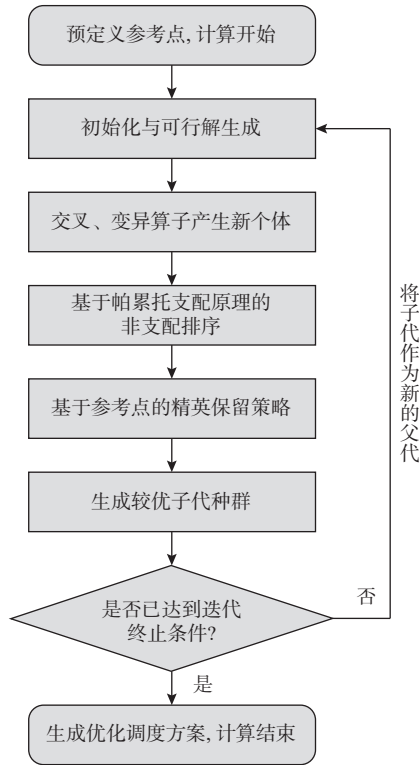 预定义参考点, 计算开始
初始化与可行解生成
交叉、变异算子产生新个体
基于帕累托支配原理的
非支配排序
基于参考点的精英保留策略
生成较优子代种群
是否已达到迭代
终止条件?
否
是
生成优化调度方案, 计算结束
将子代作为新的父代